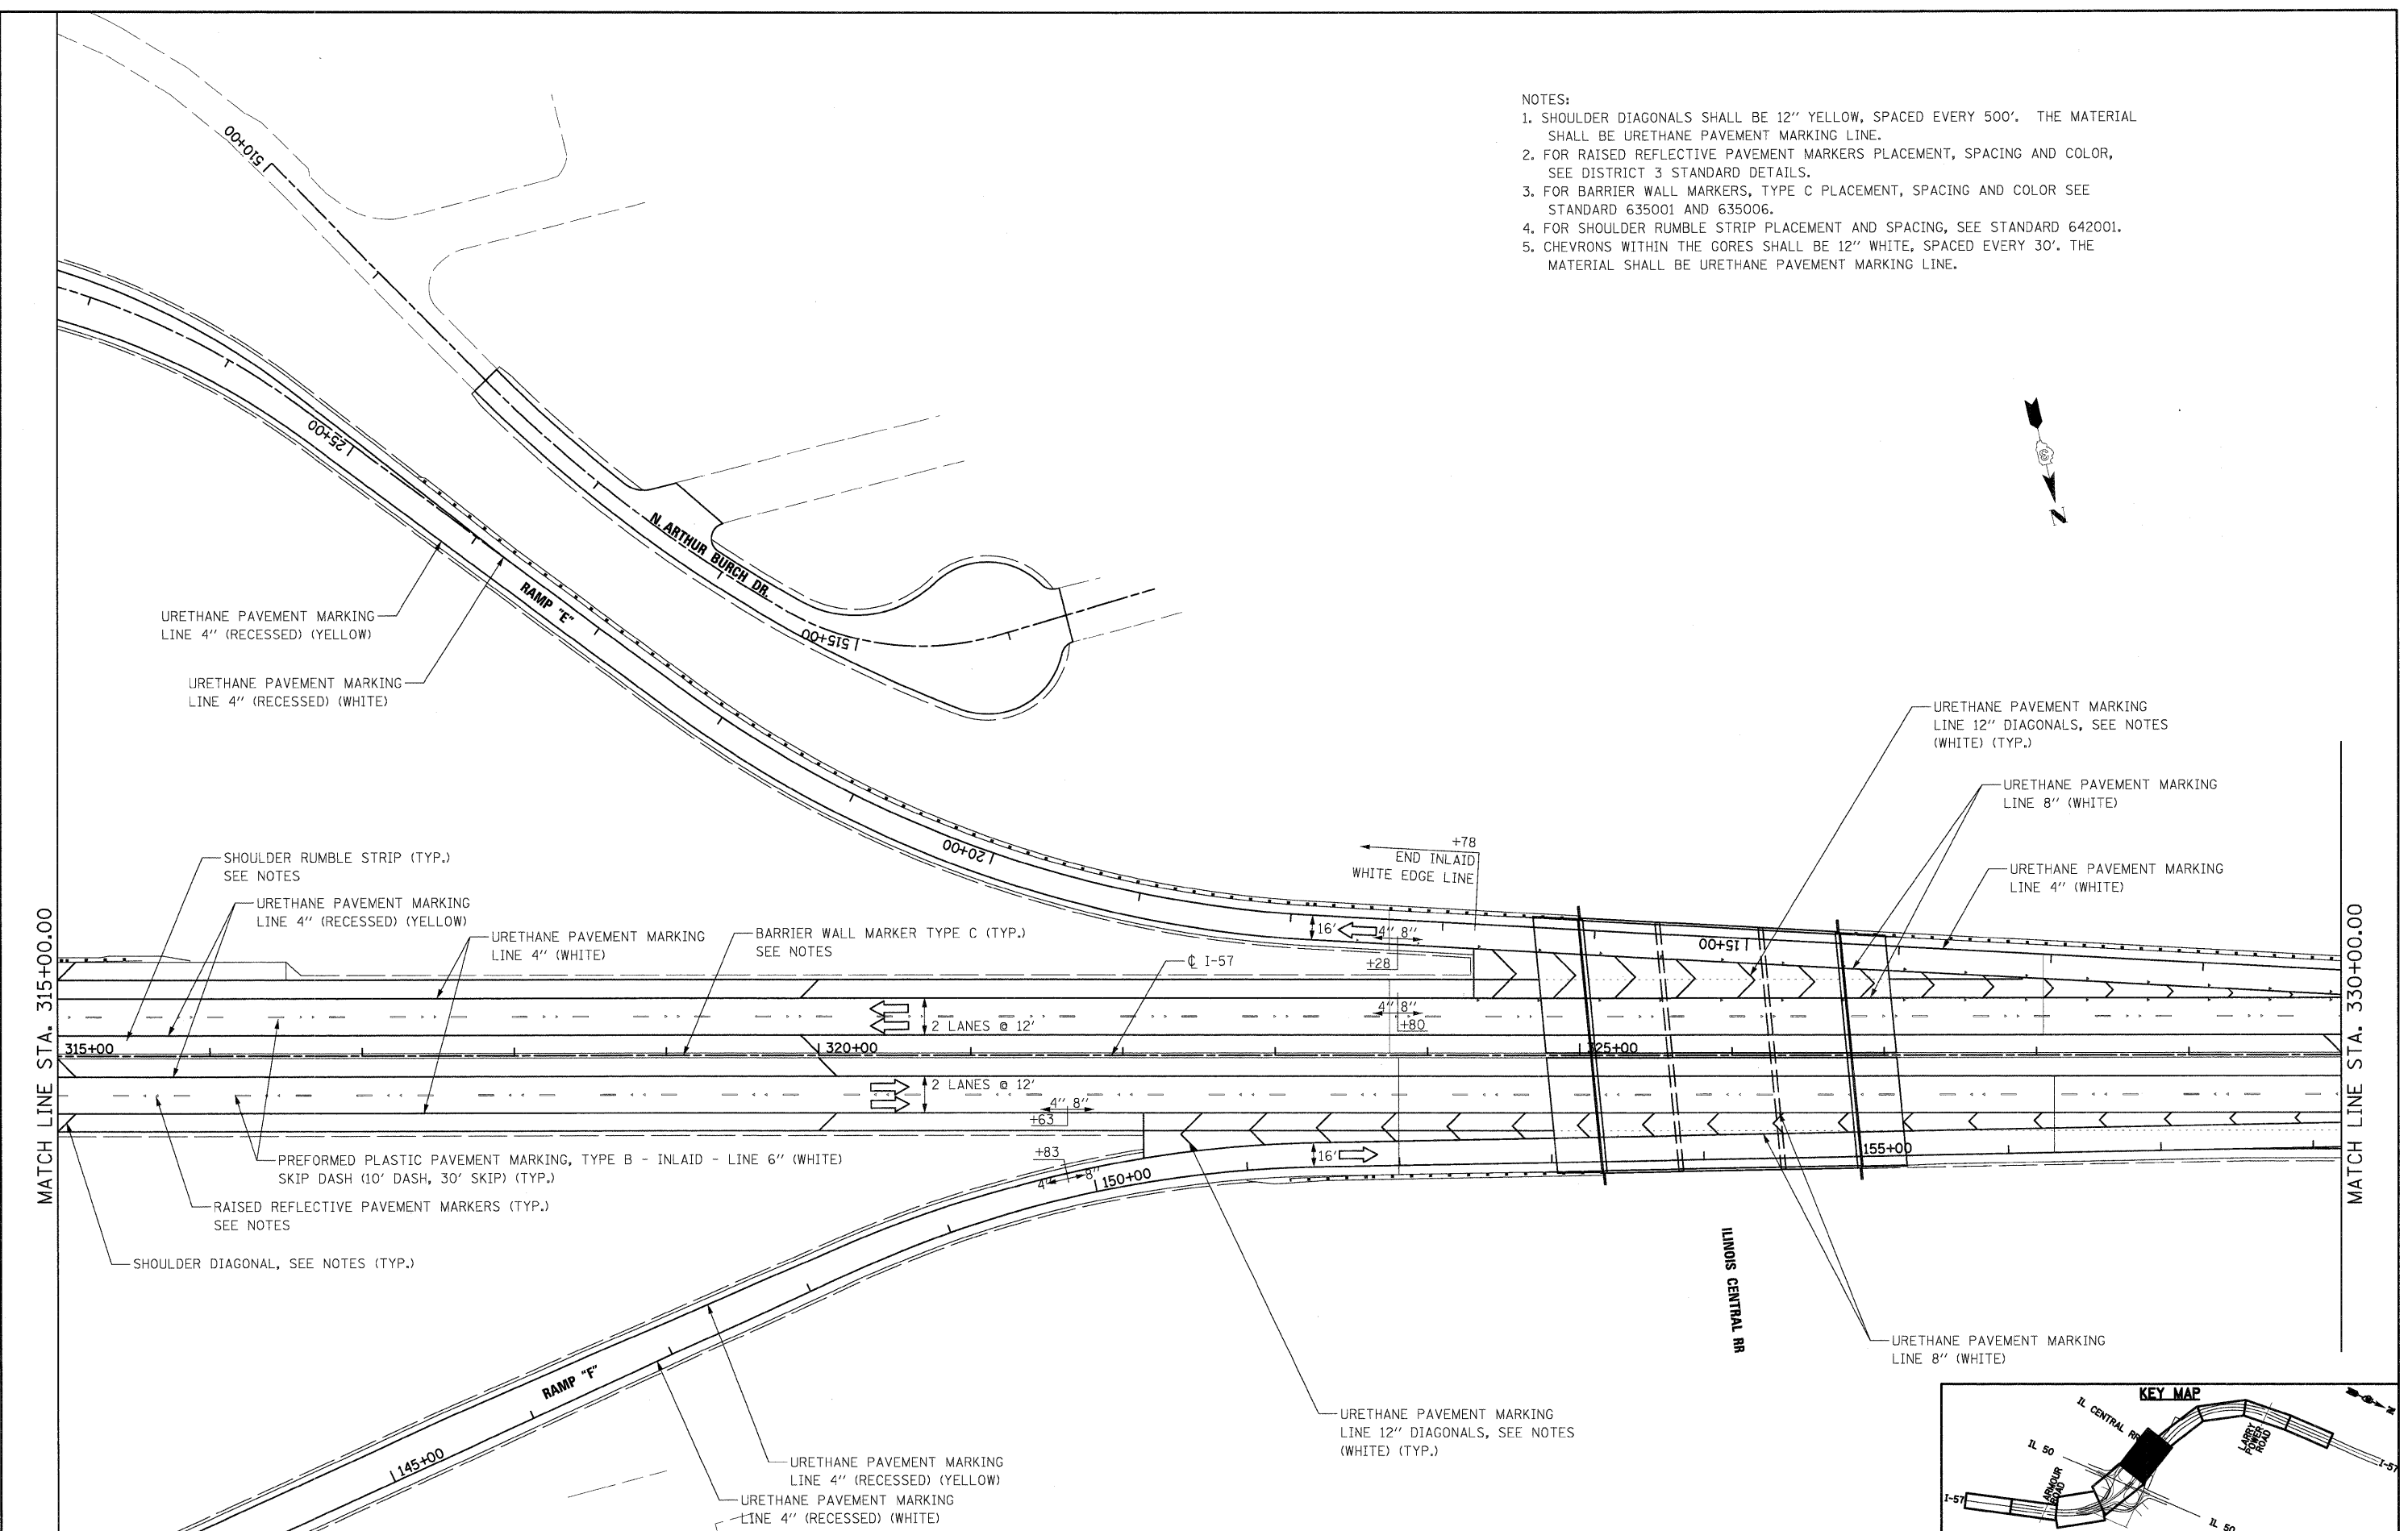 NOTES:
1. SHOULDER DIAGONALS SHALL BE 12" YELLOW, SPACED EVERY 500'. THE MATERIAL
SHALL BE URETHANE PAVEMENT MARKING LINE.
2. FOR RAISED REFLECTIVE PAVEMENT MARKERS PLACEMENT, SPACING AND COLOR,
SEE DISTRICT 3 STANDARD DETAILS.
3. FOR BARRIER WALL MARKERS, TYPE C PLACEMENT, SPACING AND COLOR SEE
STANDARD 635001 AND 635006.
4. FOR SHOULDER RUMBLE STRIP PLACEMENT AND SPACING, SEE STANDARD 642001.
5. CHEVRONS WITHIN THE GORES SHALL BE 12" WHITE, SPACED EVERY 30'. THE
MATERIAL SHALL BE URETHANE PAVEMENT MARKING LINE.
510+00
25+00
N. ARTHUR BURCH DR.
515+00
RAMP "E"
N
URETHANE PAVEMENT MARKING
LINE 4" (RECESSED) (YELLOW)
URETHANE PAVEMENT MARKING
LINE 4" (RECESSED) (WHITE)
URETHANE PAVEMENT MARKING
LINE 12" DIAGONALS, SEE NOTES
(WHITE) (TYP.)
URETHANE PAVEMENT MARKING
LINE 8" (WHITE)
URETHANE PAVEMENT MARKING
LINE 4" (WHITE)
20+00
+78
END INLAID
WHITE EDGE LINE
SHOULDER RUMBLE STRIP (TYP.)
SEE NOTES
URETHANE PAVEMENT MARKING
LINE 4" (RECESSED) (YELLOW)
URETHANE PAVEMENT MARKING
LINE 4" (WHITE)
BARRIER WALL MARKER TYPE C (TYP.)
SEE NOTES
℄ I-57
16'
4" 8"
+28
15+00
MATCH LINE STA. 315+00.00
MATCH LINE STA. 330+00.00
2 LANES @ 12'
4" 8"
+80
315+00
320+00
325+00
2 LANES @ 12'
4" 8"
+63
+83
4" 8"
150+00
16'
155+00
PREFORMED PLASTIC PAVEMENT MARKING, TYPE B - INLAID - LINE 6" (WHITE)
SKIP DASH (10' DASH, 30' SKIP) (TYP.)
RAISED REFLECTIVE PAVEMENT MARKERS (TYP.)
SEE NOTES
SHOULDER DIAGONAL, SEE NOTES (TYP.)
ILINOIS CENTRAL RR
URETHANE PAVEMENT MARKING
LINE 8" (WHITE)
RAMP "F"
145+00
URETHANE PAVEMENT MARKING
LINE 12" DIAGONALS, SEE NOTES
(WHITE) (TYP.)
URETHANE PAVEMENT MARKING
LINE 4" (RECESSED) (YELLOW)
URETHANE PAVEMENT MARKING
LINE 4" (RECESSED) (WHITE)
KEY MAP
N
IL CENTRAL RR
IL 50
LARRY
POWER
ROAD
I-57
ARMOUR
ROAD
I-57
IL 50